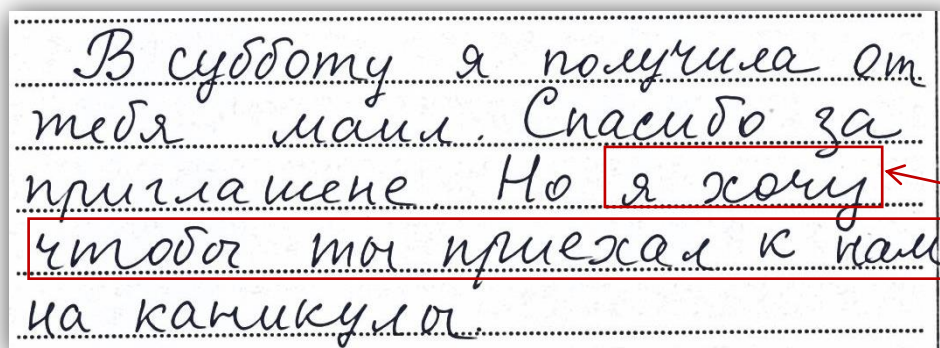 В субботу я получила от
тебя маил. Спасибо за
приглашене. Но я хочу
чтобы ты приехал к нам
на каникулы.